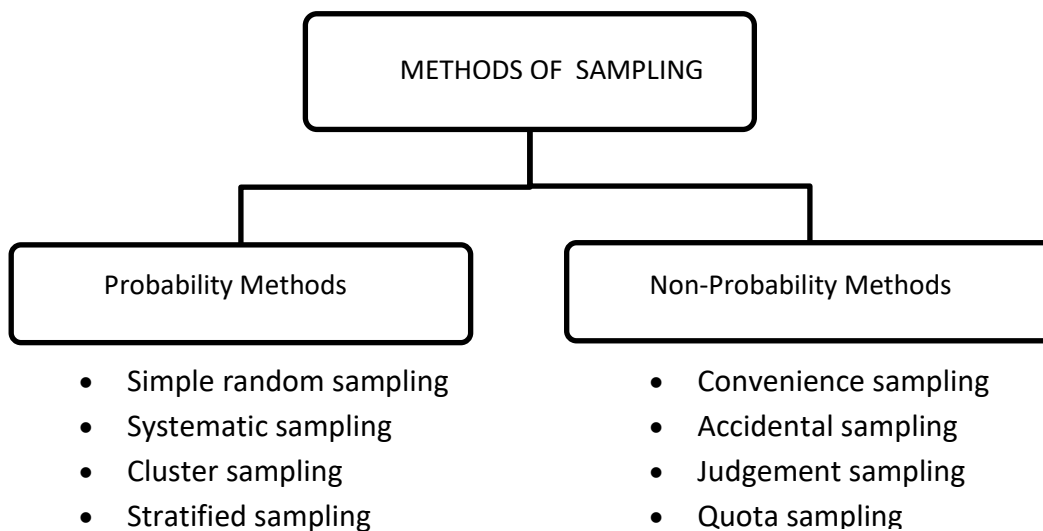 METHODS OF SAMPLING
Probability Methods
• Simple random sampling
• Systematic sampling
• Cluster sampling
• Stratified sampling
Non-Probability Methods
• Convenience sampling
• Accidental sampling
• Judgement sampling
• Quota sampling